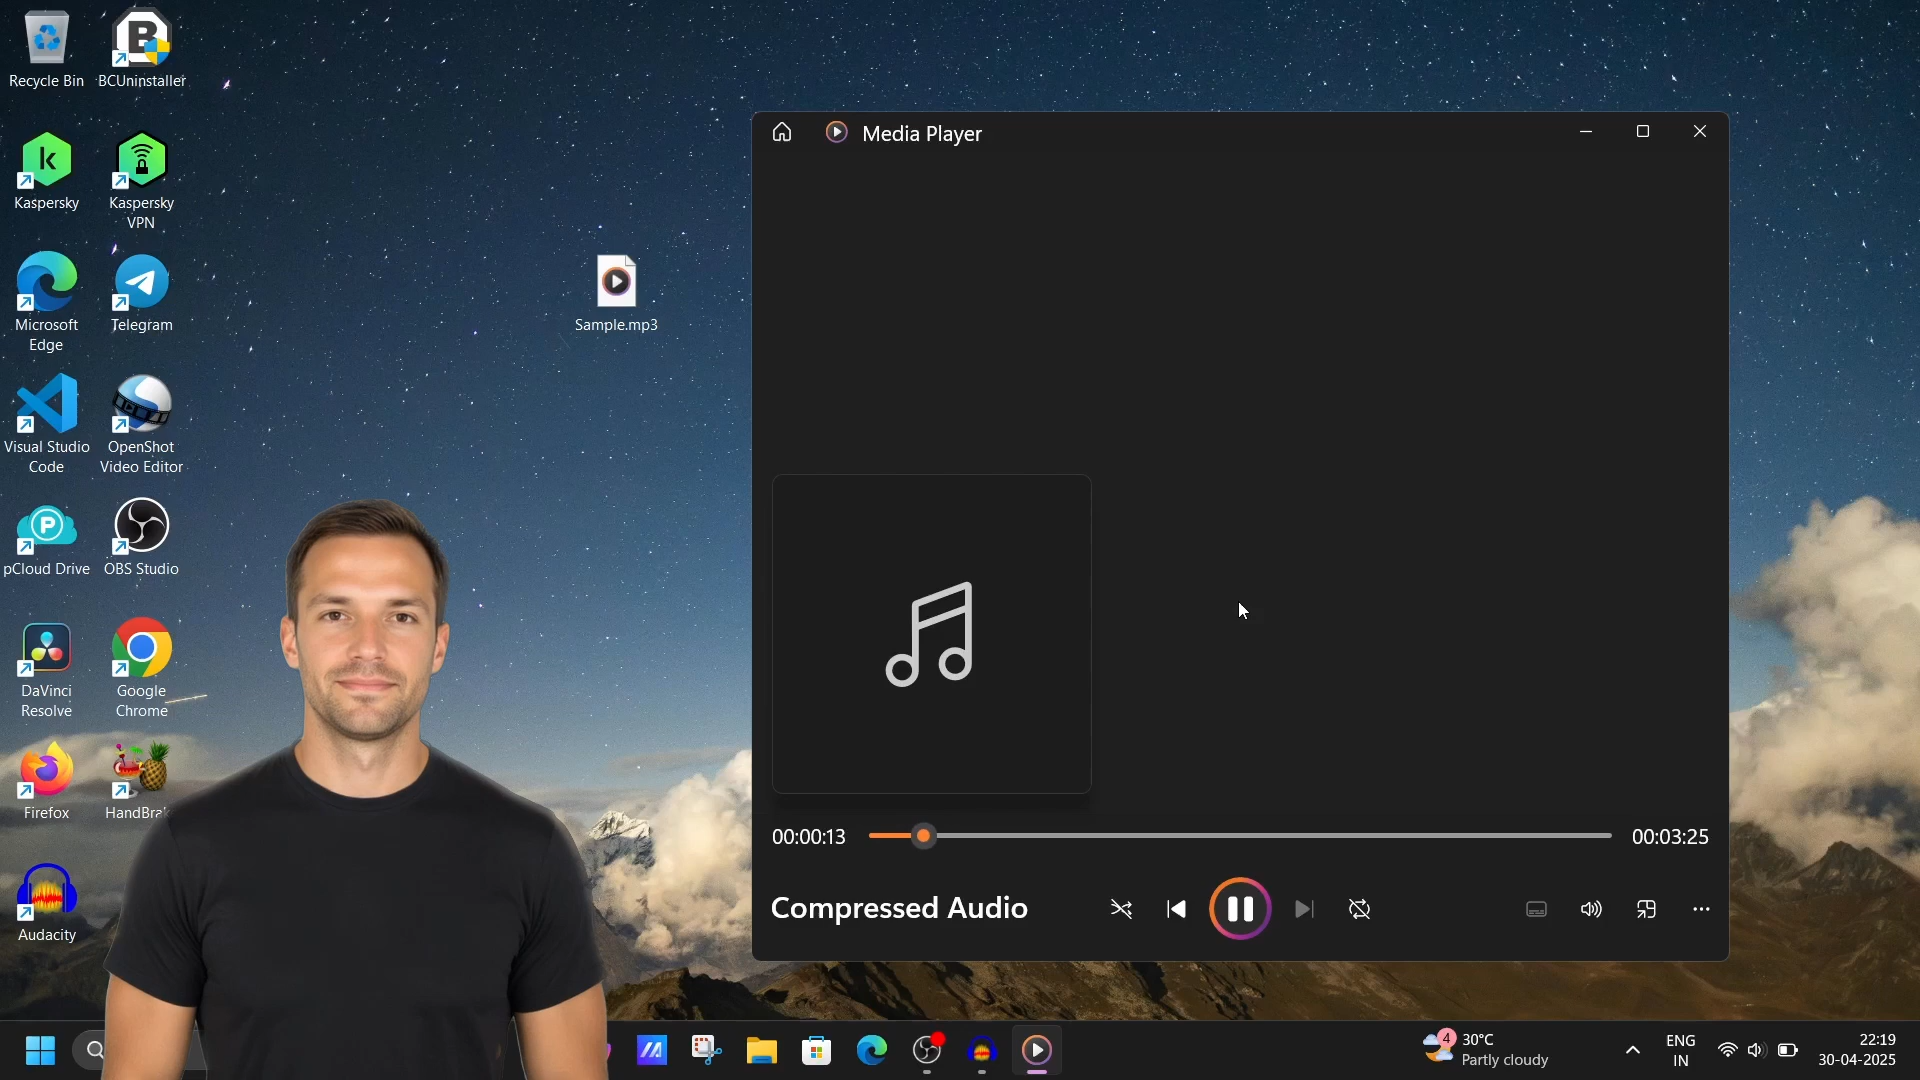 Recycle Bin
BCUninstaller
Kaspersky
Kaspersky
VPN
Microsoft
Edge
Telegram
Visual Studio
Code
OpenShot
Video Editor
pCloud Drive
OBS Studio
DaVinci
Resolve
Google
Chrome
Firefox
HandBra
Audacity
Sample.mp3
Media Player
00:00:13
00:03:25
Compressed Audio
4
30°C
Partly cloudy
ENG
IN
22:19
30-04-2025